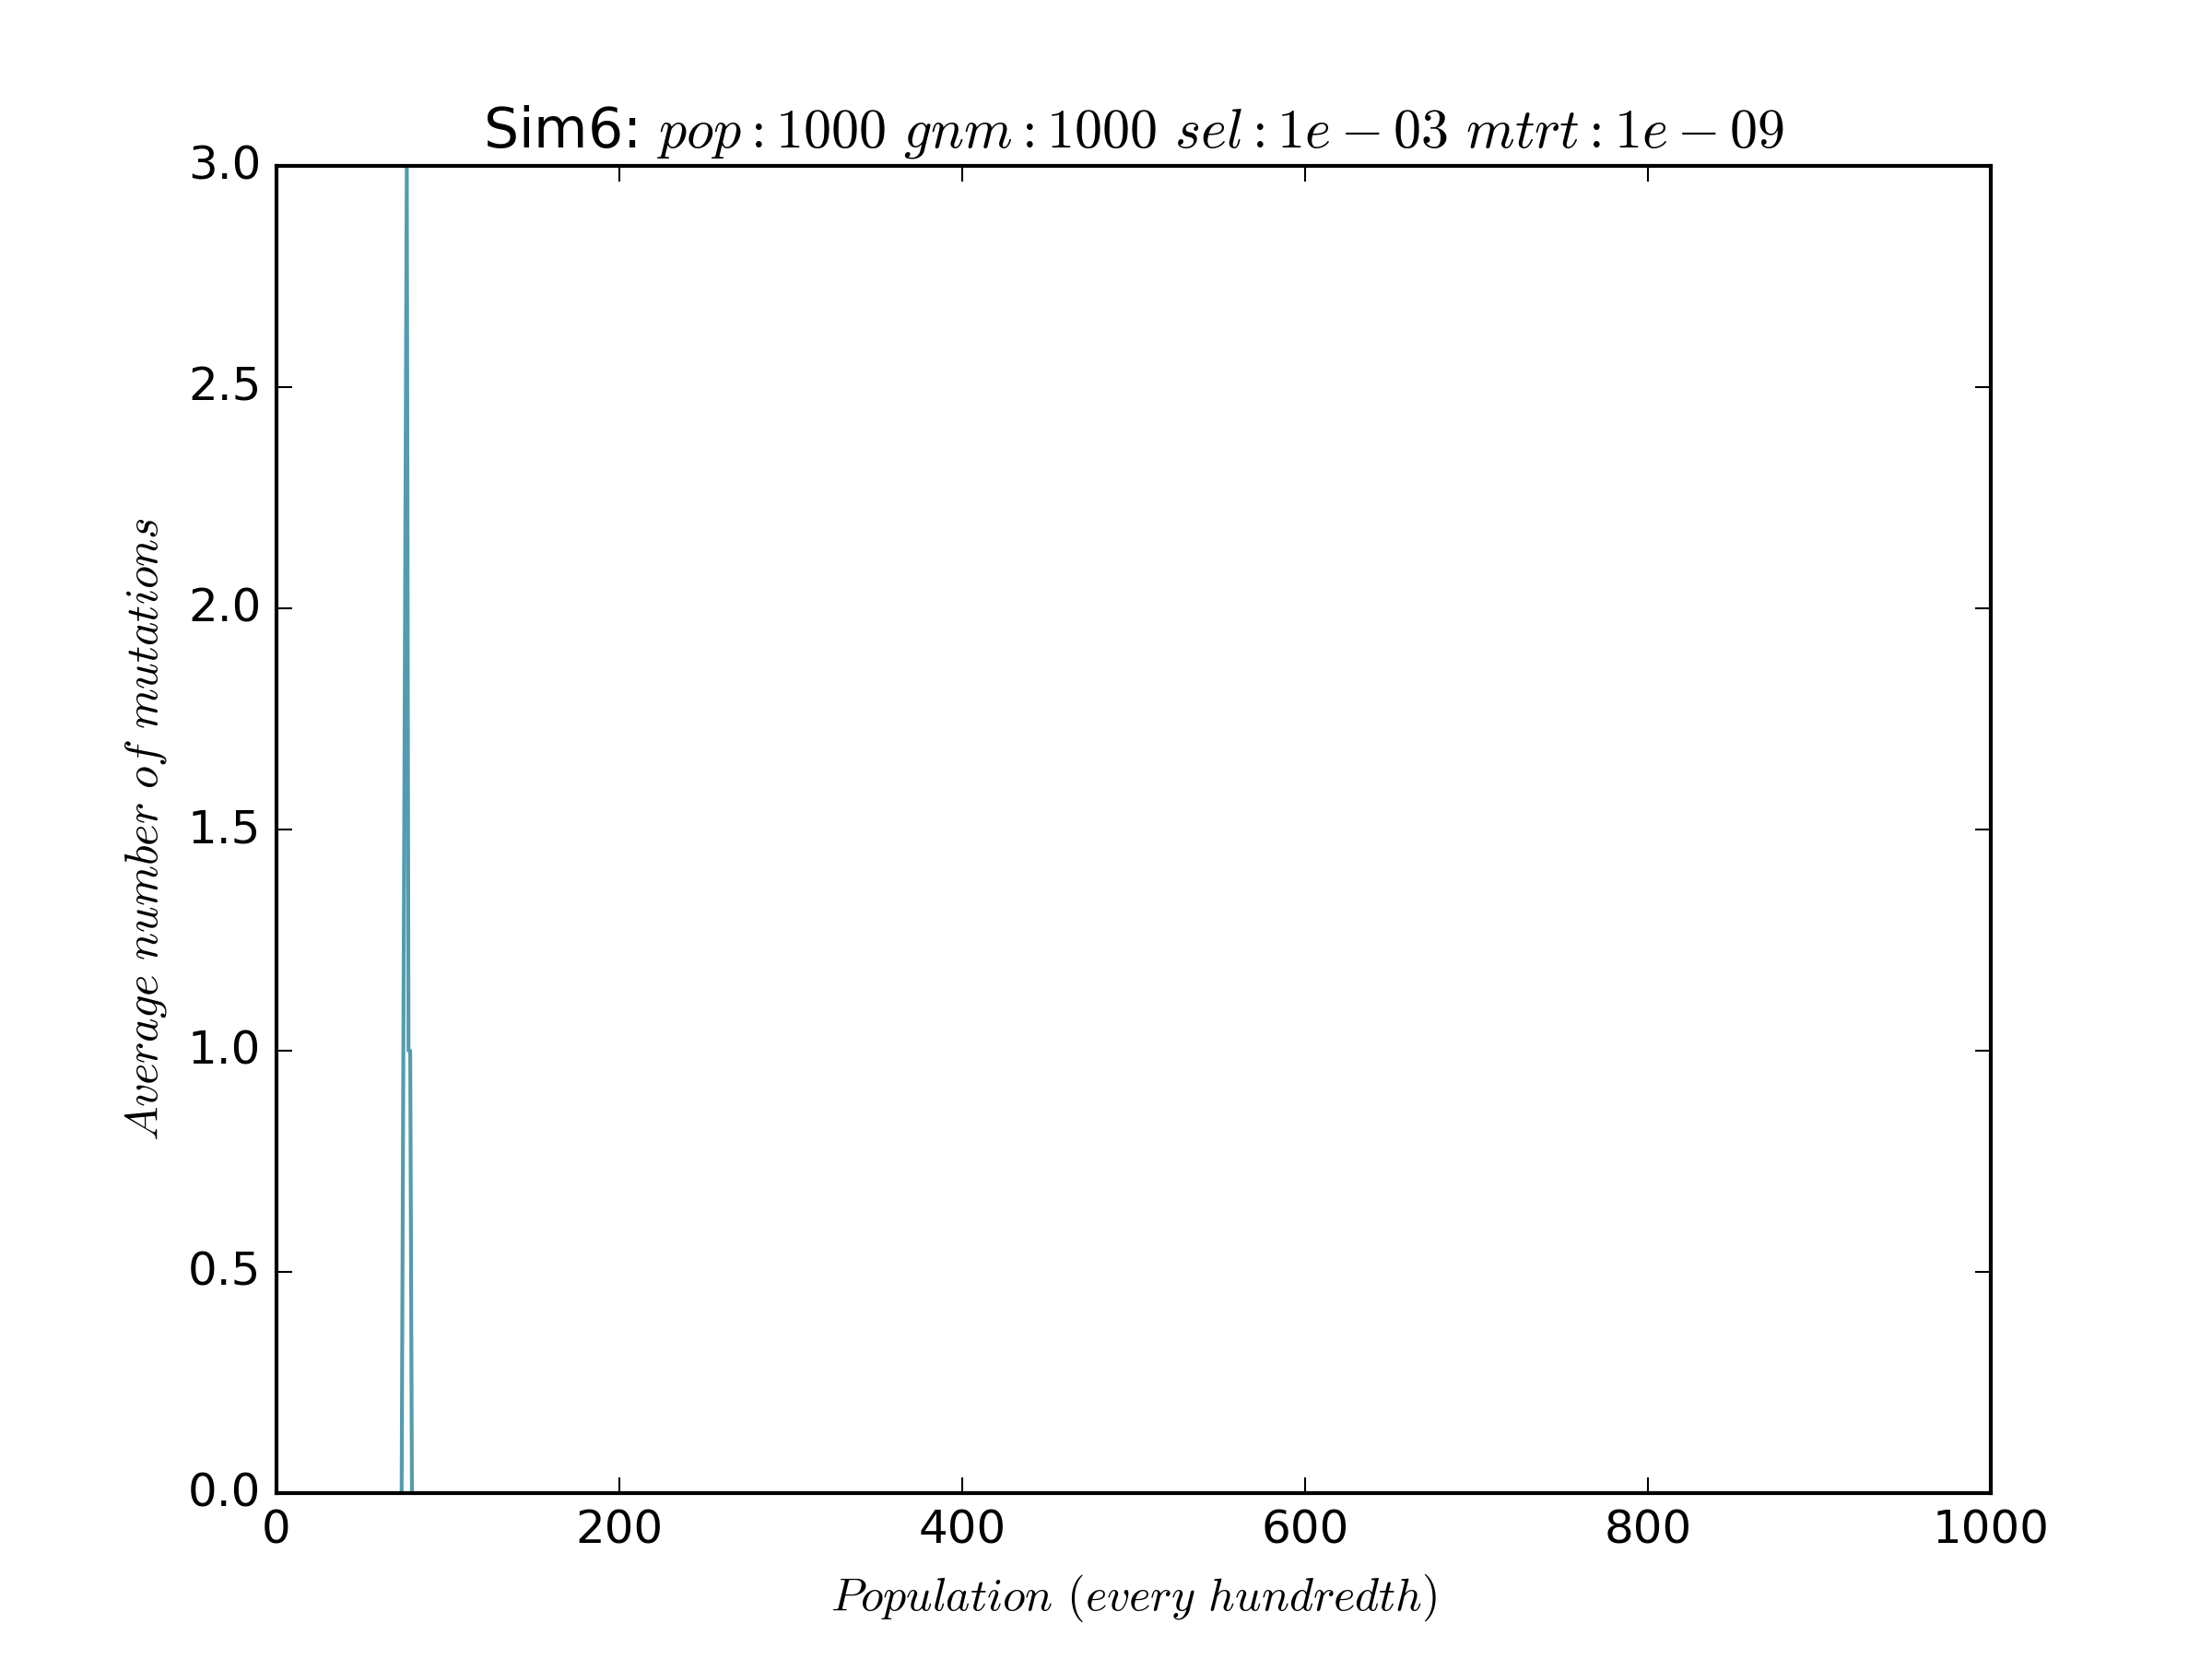 Sim6: pop : 1000 gnm : 1000 sel : 1e − 03 mtrt : 1e − 09
3.0
2.5
2.0
1.5
1.0
0.5
0.0
Average number of mutations
0 200 400 600 800 1000
Population (every hundredth)